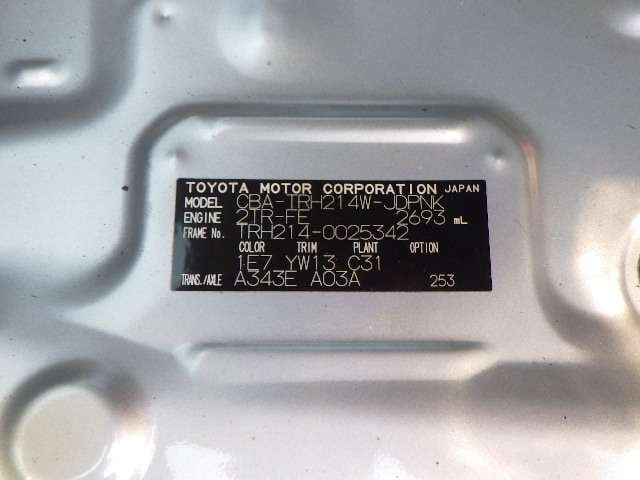 TOYOTA MOTOR CORPORATION JAPAN
MODEL CBA-TRH214W-JDPNK
ENGINE 2TR-FE 2693 mL
FRAME No. TRH214-0025342
COLOR TRIM PLANT OPTION
1E7 YW13 C31
TRANS./AXLE A343E A03A 253